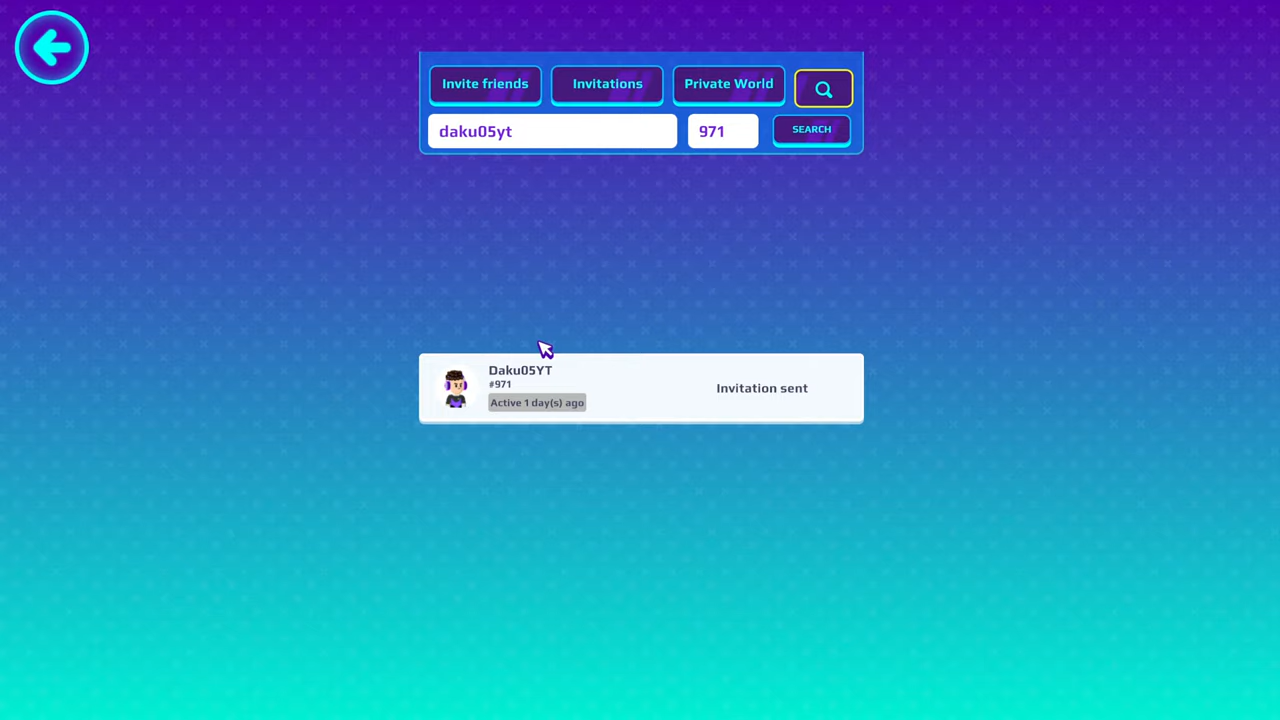 Invite friends
Invitations
Private World
daku05yt
971
SEARCH
Daku05YT
#971
Active 1 day(s) ago
Invitation sent